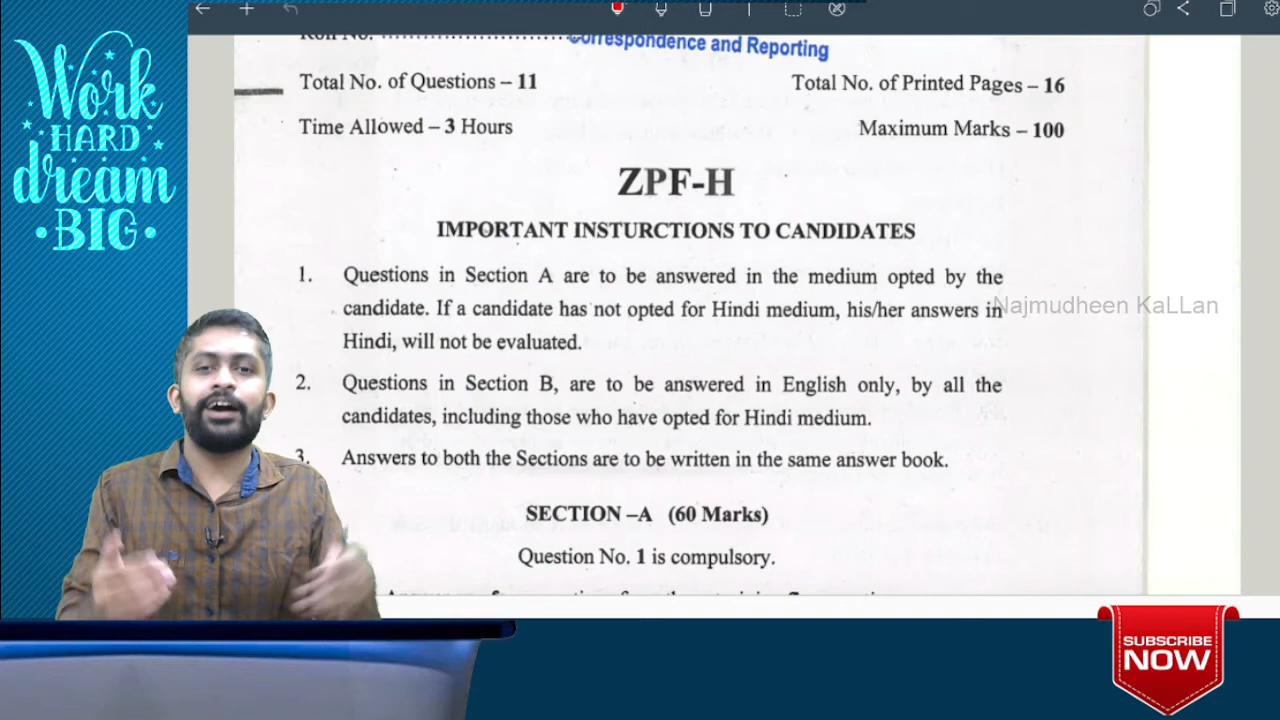 Work
HARD
dream
BIG
Roll No.
Correspondence and Reporting
Total No. of Questions – 11
Total No. of Printed Pages – 16
Time Allowed – 3 Hours
Maximum Marks – 100
ZPF-H
IMPORTANT INSTURCTIONS TO CANDIDATES
1. Questions in Section A are to be answered in the medium opted by the
candidate. If a candidate has not opted for Hindi medium, his/her answers in
Hindi, will not be evaluated.
Najmudheen KaLLan
2. Questions in Section B, are to be answered in English only, by all the
candidates, including those who have opted for Hindi medium.
3. Answers to both the Sections are to be written in the same answer book.
SECTION –A (60 Marks)
Question No. 1 is compulsory.
SUBSCRIBE
NOW